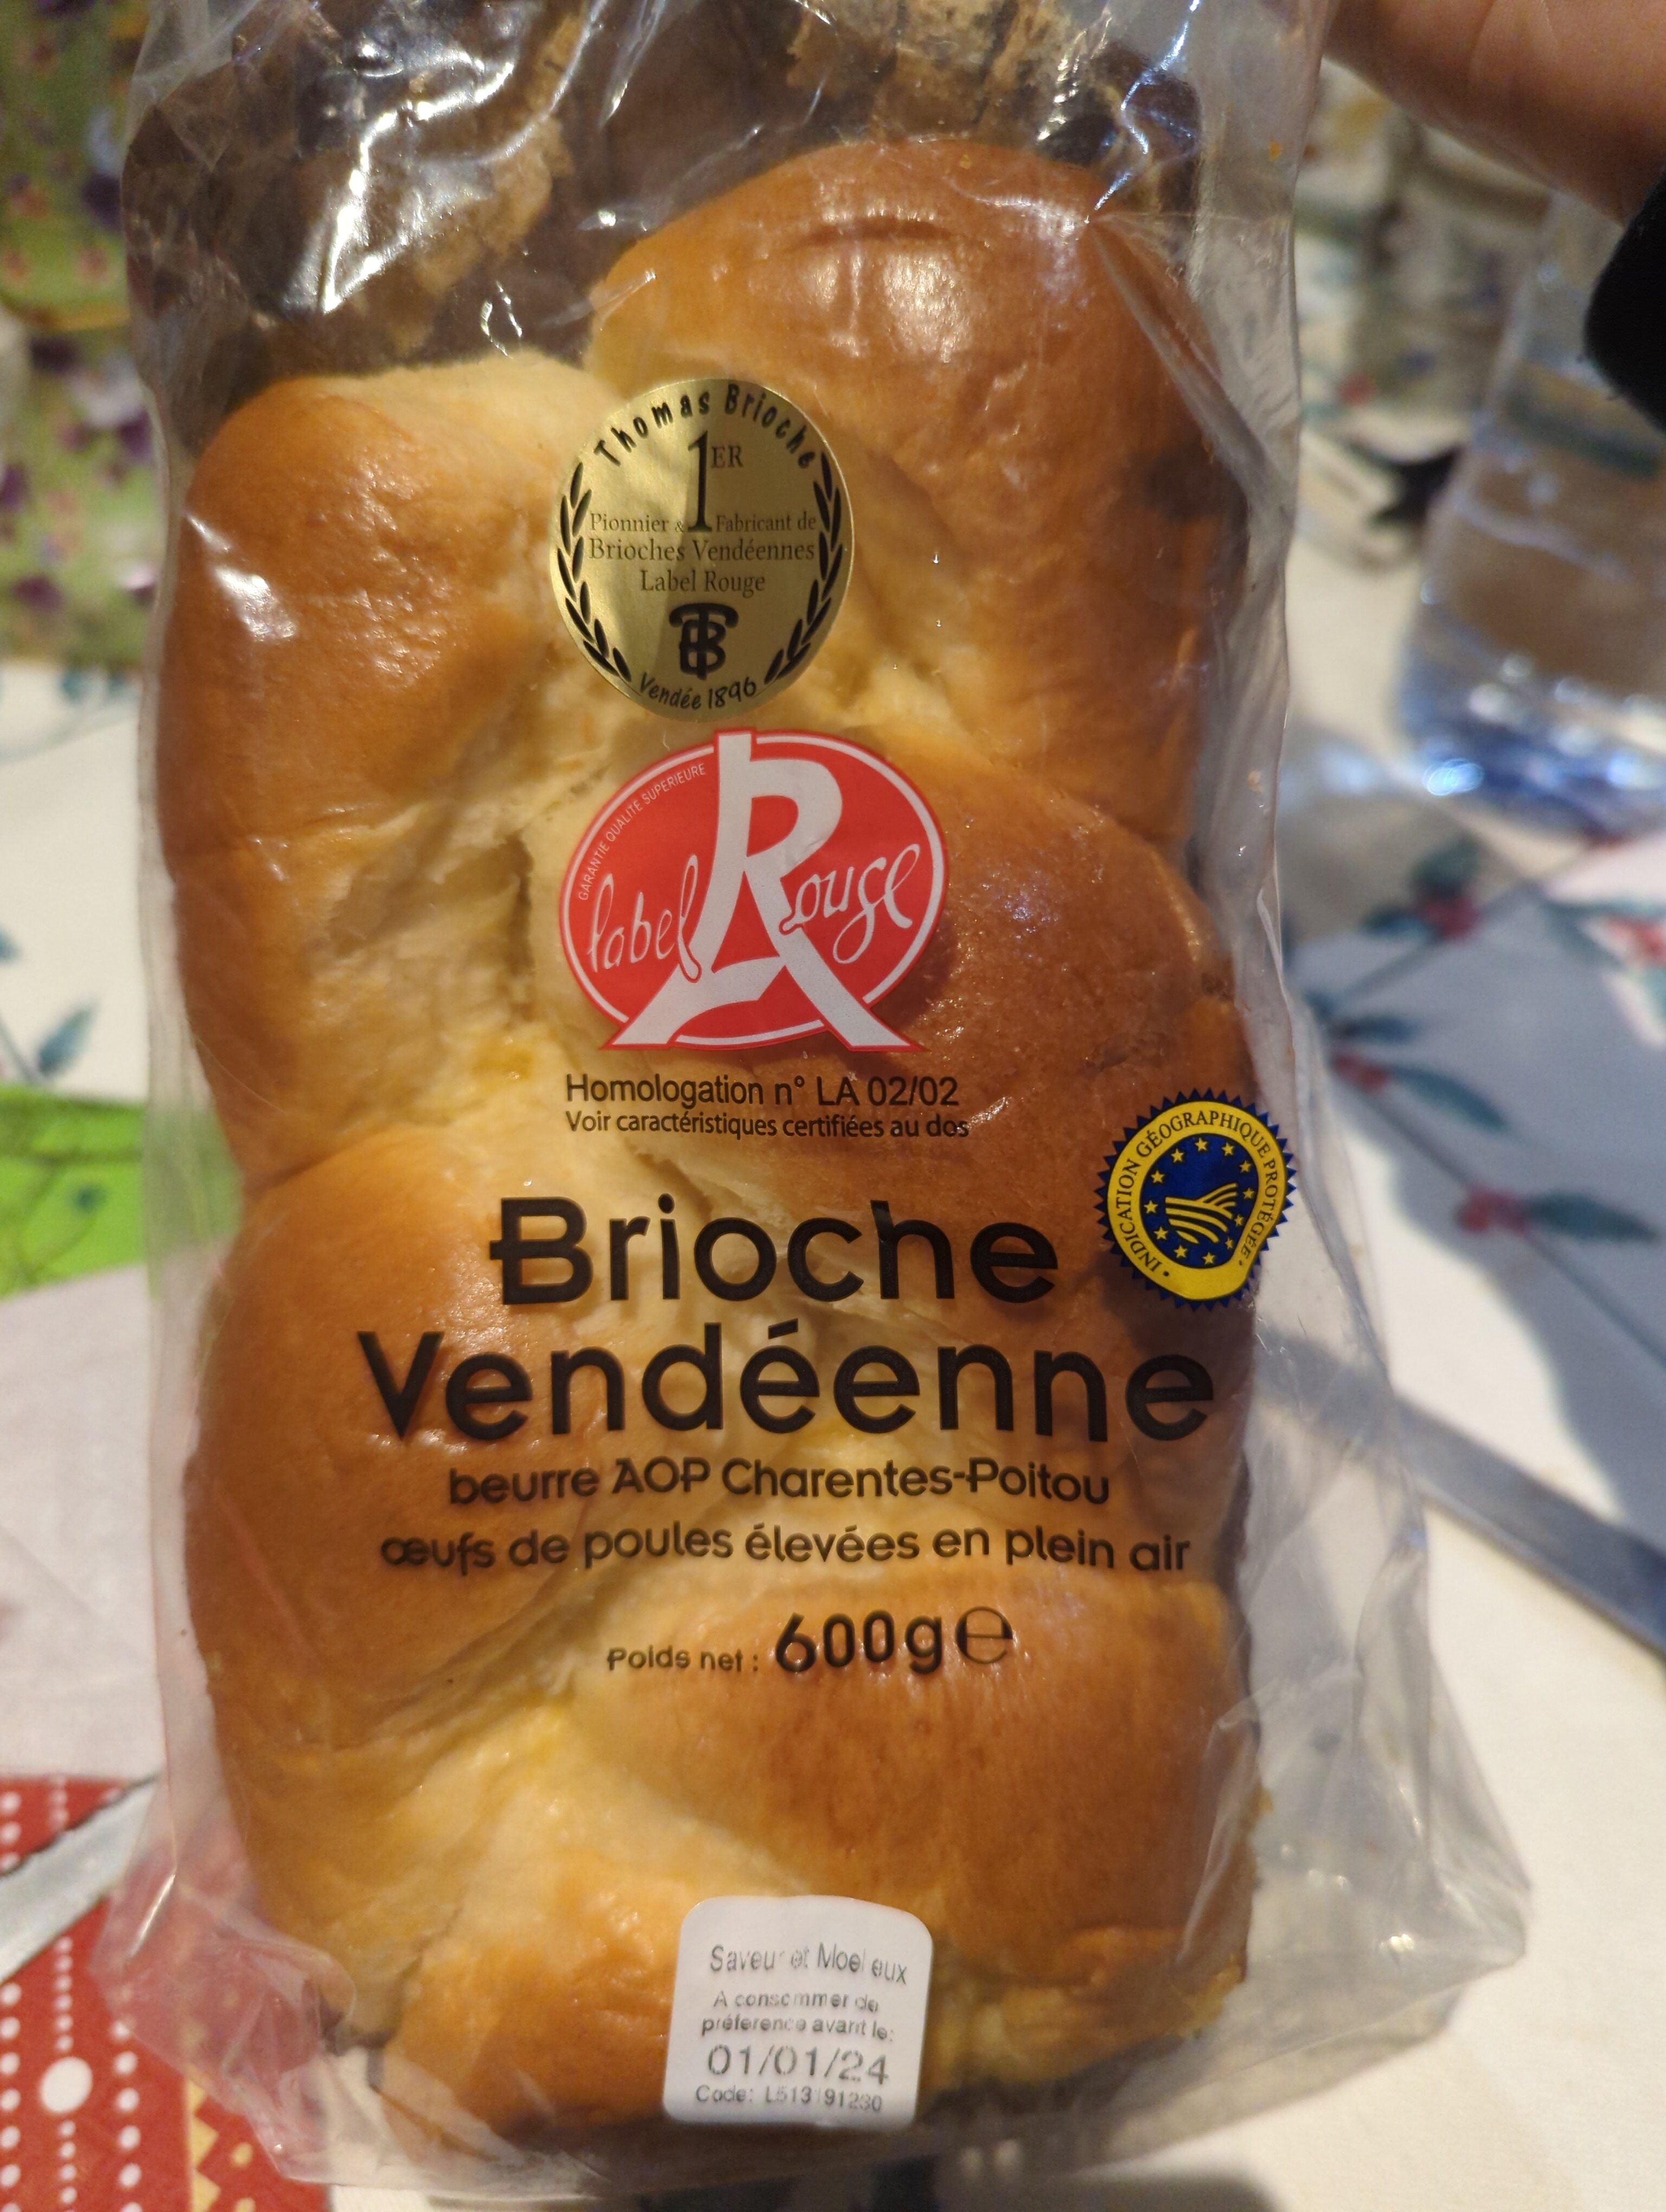 Thomas Brioche
1ER
Pionnier & Fabricant de
Brioches Vendéennes
Label Rouge
TB
Vendée 1896
GARANTIE QUALITE SUPERIEURE
label Rouge
Homologation n° LA 02/02
Voir caractéristiques certifiées au dos
INDICATION GÉOGRAPHIQUE PROTÉGÉE
Brioche
Vendéenne
beurre AOP Charentes-Poitou
œufs de poules élevées en plein air
Poids net : 600g e
Saveur et Moelleux
A consommer de
préférence avant le:
01/01/24
Code: L513 91230